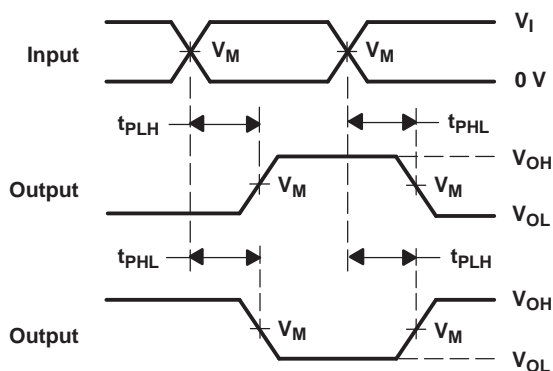 V_I
Input
V_M
V_M
0 V
t_PLH
t_PHL
V_OH
Output
V_M
V_M
V_OL
t_PHL
t_PLH
V_OH
Output
V_M
V_M
V_OL